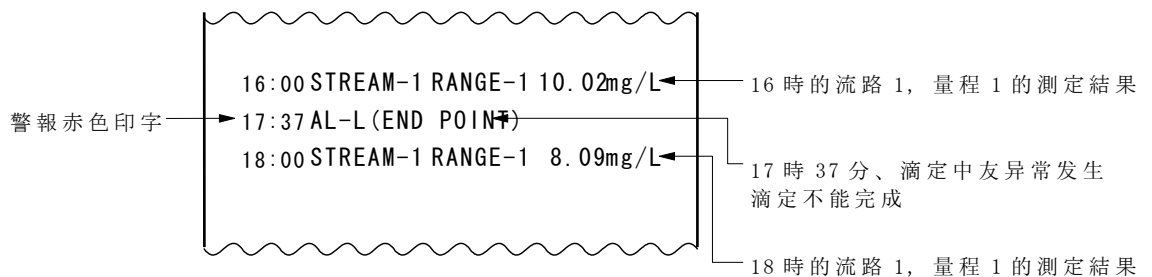 16:00 STREAM-1 RANGE-1 10.02mg/L
16 時的流路 1, 量程 1 的測定結果
警報赤色印字
17:37 AL-L(END POINT)
18:00 STREAM-1 RANGE-1 8.09mg/L
17 時 37 分、滴定中友异常发生
滴定不能完成
18 時的流路 1, 量程 1 的測定結果